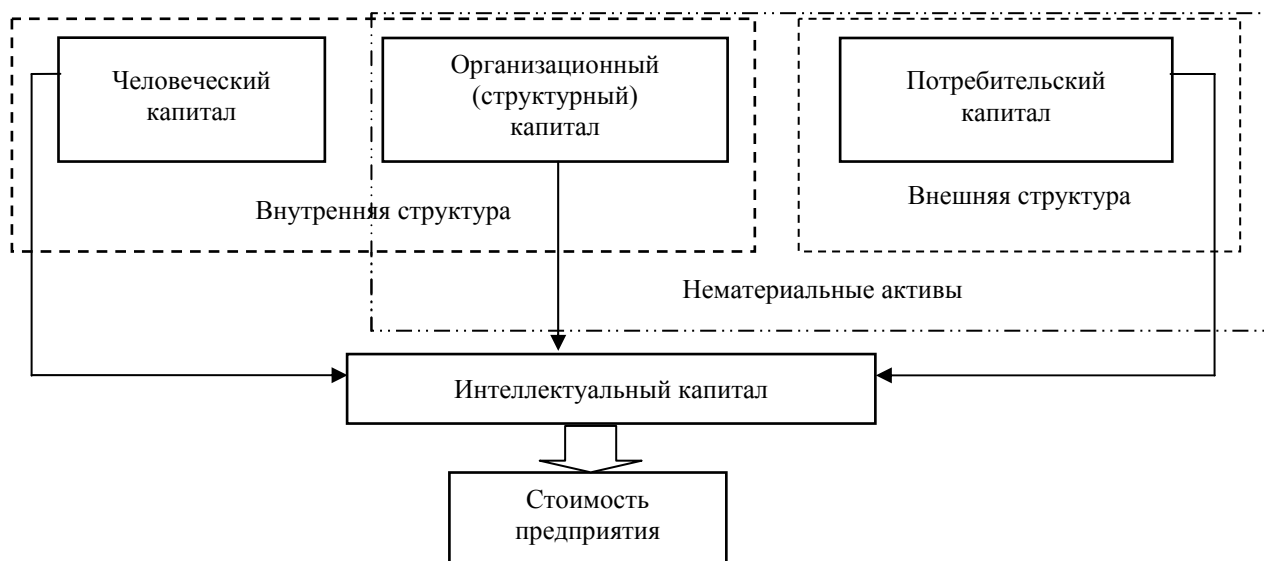 Человеческий
капитал
Организационный
(структурный)
капитал
Потребительский
капитал
Внутренняя структура
Внешняя структура
Нематериальные активы
Интеллектуальный капитал
Стоимость
предприятия